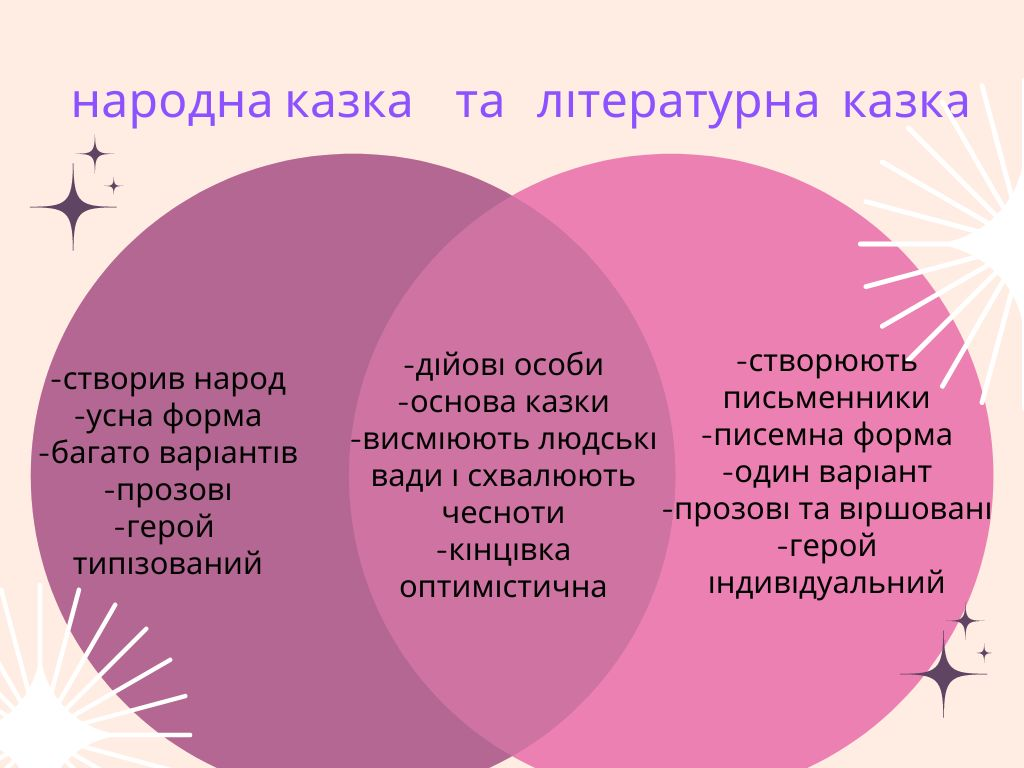 народна казка та літературна казка
-створив народ
-усна форма
-багато варіантів
-прозові
-герой
типізований
-дійові особи
-основа казки
-висміюють людські
вади і схвалюють
чесноти
-кінцівка
оптимістична
-створюють
письменники
-писемна форма
-один варіант
-прозові та віршовані
-герой
індивідуальний